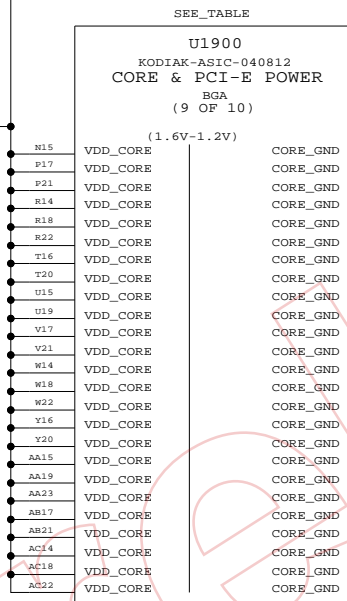 SEE_TABLE
U1900
KODIAK-ASIC-040812
CORE & PCI-E POWER
BGA
(9 OF 10)
(1.6V-1.2V)
N15 VDD_CORE CORE_GND
P17 VDD_CORE CORE_GND
P21 VDD_CORE CORE_GND
R14 VDD_CORE CORE_GND
R18 VDD_CORE CORE_GND
R22 VDD_CORE CORE_GND
T16 VDD_CORE CORE_GND
T20 VDD_CORE CORE_GND
U15 VDD_CORE CORE_GND
U19 VDD_CORE CORE_GND
V17 VDD_CORE CORE_GND
V21 VDD_CORE CORE_GND
W14 VDD_CORE CORE_GND
W18 VDD_CORE CORE_GND
W22 VDD_CORE CORE_GND
Y16 VDD_CORE CORE_GND
Y20 VDD_CORE CORE_GND
AA15 VDD_CORE CORE_GND
AA19 VDD_CORE CORE_GND
AA23 VDD_CORE CORE_GND
AB17 VDD_CORE CORE_GND
AB21 VDD_CORE CORE_GND
AC14 VDD_CORE CORE_GND
AC18 VDD_CORE CORE_GND
AC22 VDD_CORE CORE_GND